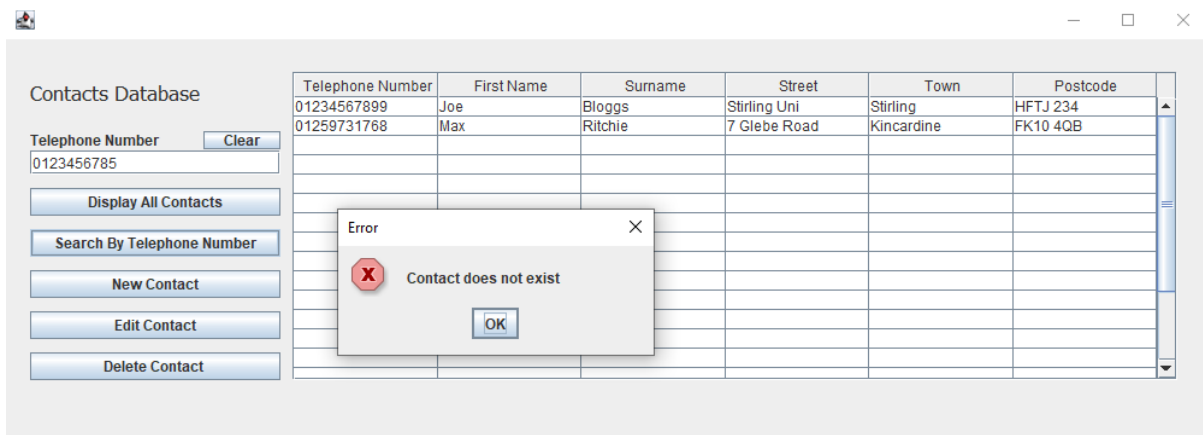 Contacts Database
Telephone Number Clear
0123456785
Display All Contacts
Search By Telephone Number
New Contact
Edit Contact
Delete Contact
Telephone Number First Name Surname Street Town Postcode
01234567899 Joe Bloggs Stirling Uni Stirling HFTJ 234
01259731768 Max Ritchie 7 Glebe Road Kincardine FK10 4QB
Error
X Contact does not exist
OK